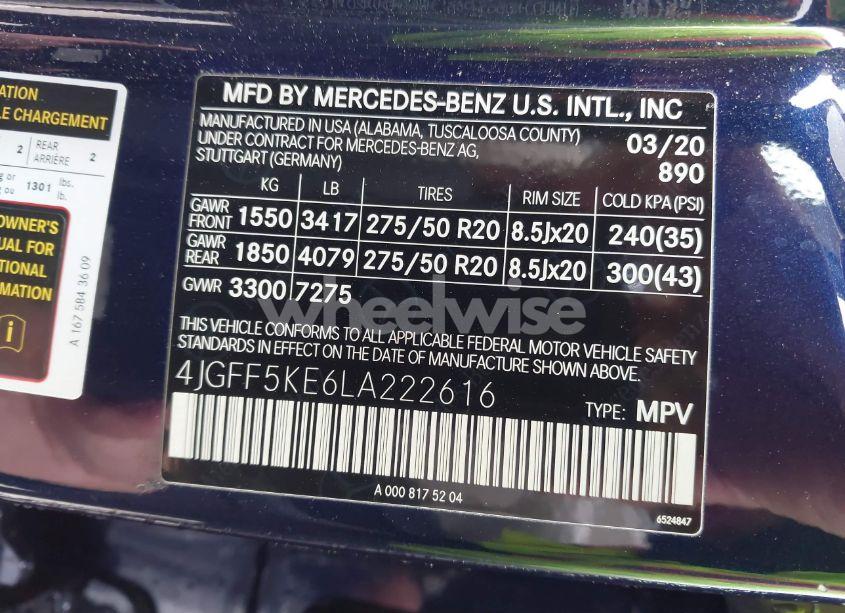 ATION
LE CHARGEMENT
2 REAR ARRIÈRE 2
g or
g ou 1301 lbs. lb.
OWNER'S
UAL FOR
TIONAL
RMATION
A 167 584 36 09
MFD BY MERCEDES-BENZ U.S. INTL., INC
MANUFACTURED IN USA (ALABAMA, TUSCALOOSA COUNTY) 03/20
UNDER CONTRACT FOR MERCEDES-BENZ AG, 890
STUTTGART (GERMANY)
KG LB TIRES RIM SIZE COLD KPA (PSI)
GAWR FRONT 1550 3417 275/50 R20 8.5Jx20 240(35)
GAWR REAR 1850 4079 275/50 R20 8.5Jx20 300(43)
GVWR 3300 7275
wheelwise
THIS VEHICLE CONFORMS TO ALL APPLICABLE FEDERAL MOTOR VEHICLE SAFETY
STANDARDS IN EFFECT ON THE DATE OF MANUFACTURE SHOWN ABOVE.
4JGFF5KE6LA222616
TYPE: MPV
A 000 817 52 04
6524847